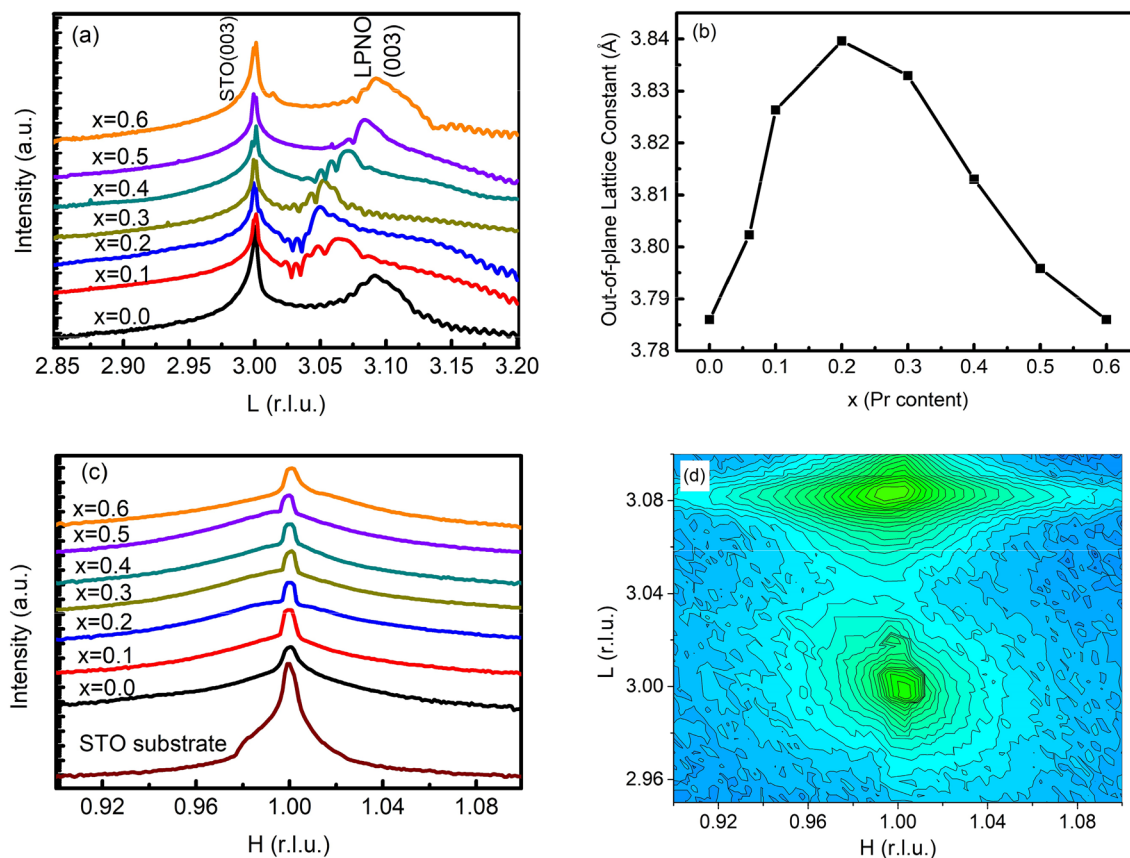 (a)
STO(003)
LPNO
(003)
x=0.6
x=0.5
x=0.4
x=0.3
x=0.2
x=0.1
x=0.0
Intensity (a.u.)
2.85 2.90 2.95 3.00 3.05 3.10 3.15 3.20
L (r.l.u.)
(b)
Out-of-plane Lattice Constant (Å)
3.84
3.83
3.82
3.81
3.80
3.79
3.78
0.0 0.1 0.2 0.3 0.4 0.5 0.6
x (Pr content)
(c)
x=0.6
x=0.5
x=0.4
x=0.3
x=0.2
x=0.1
x=0.0
STO substrate
Intensity (a.u.)
0.92 0.96 1.00 1.04 1.08
H (r.l.u.)
(d)
L (r.l.u.)
3.08
3.04
3.00
2.96
0.92 0.96 1.00 1.04 1.08
H (r.l.u.)